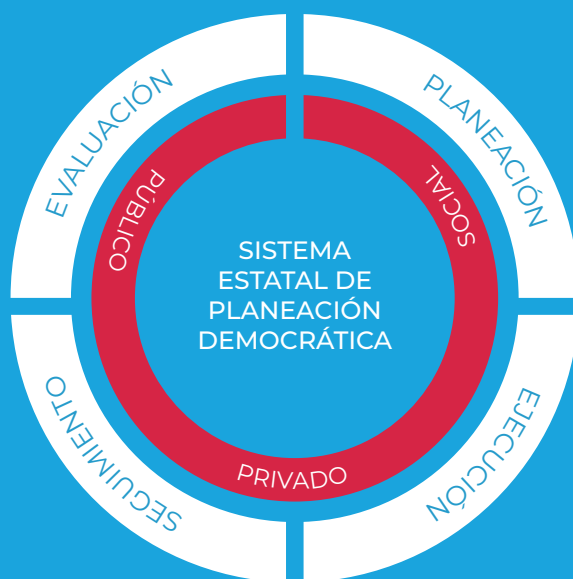 EVALUACIÓN
PLANEACIÓN
PÚBLICO
SOCIAL
SISTEMA
ESTATAL DE
PLANEACIÓN
DEMOCRÁTICA
SEGUIMIENTO
EJECUCIÓN
PRIVADO